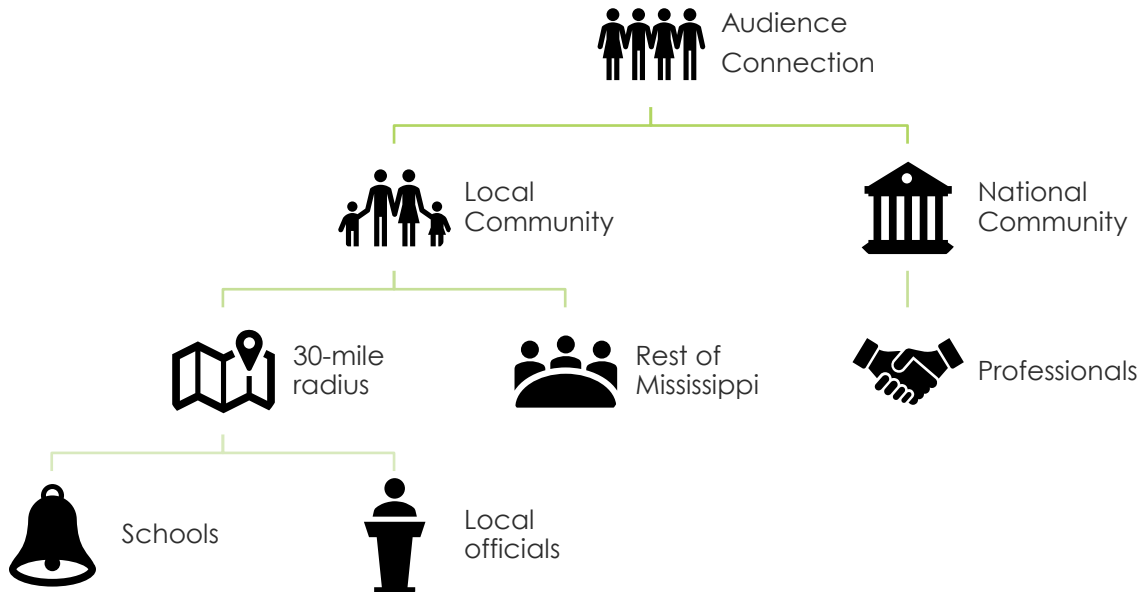 Audience
Connection
Local
Community
National
Community
30-mile
radius
Rest of
Mississippi
Professionals
Schools
Local
officials